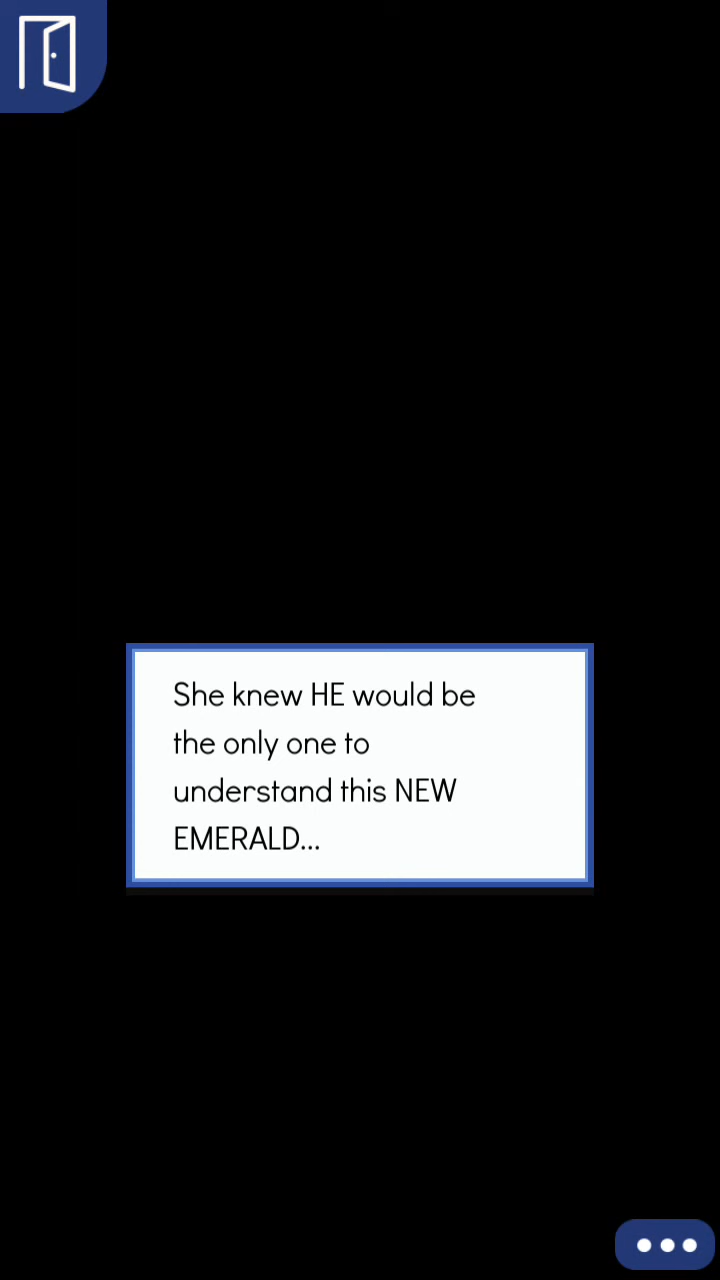 She knew HE would be
the only one to
understand this NEW
EMERALD...